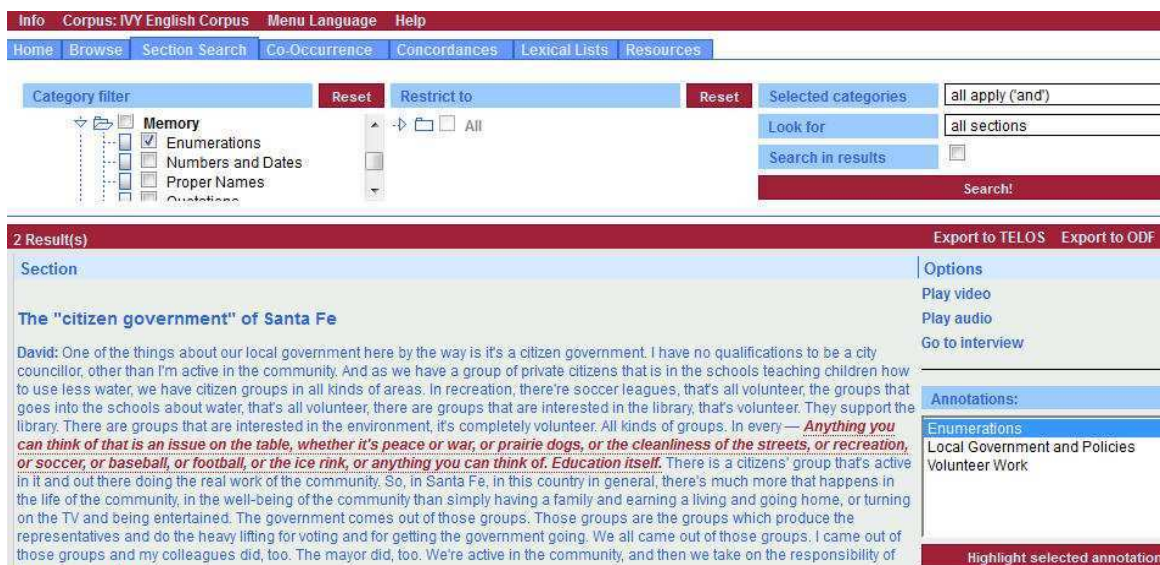 Info Corpus: IVY English Corpus Menu Language Help
Home Browse Section Search Co-Occurrence Concordances Lexical Lists Resources
Category filter Reset Restrict to Reset Selected categories all apply ('and')
Memory All
Enumerations Look for all sections
Numbers and Dates Search in results
Proper Names
Quotations Search!
2 Result(s) Export to TELOS Export to ODF
Section Options
Play video
The "citizen government" of Santa Fe Play audio
Go to interview
David: One of the things about our local government here by the way is it's a citizen government. I have no qualifications to be a city
councillor, other than I'm active in the community. And as we have a group of private citizens that is in the schools teaching children how
to use less water, we have citizen groups in all kinds of areas. In recreation, there're soccer leagues, that's all volunteer, the groups that
goes into the schools about water, that's all volunteer, there are groups that are interested in the library, that's volunteer. They support the
library. There are groups that are interested in the environment, it's completely volunteer. All kinds of groups. In every — Anything you
can think of that is an issue on the table, whether it's peace or war, or prairie dogs, or the cleanliness of the streets, or recreation,
or soccer, or baseball, or football, or the ice rink, or anything you can think of. Education itself. There is a citizens' group that's active
in it and out there doing the real work of the community. So, in Santa Fe, in this country in general, there's much more that happens in
the life of the community, in the well-being of the community than simply having a family and earning a living and going home, or turning
on the TV and being entertained. The government comes out of those groups. Those groups are the groups which produce the
representatives and do the heavy lifting for voting and for getting the government going. We all came out of those groups. I came out of
those groups and my colleagues did, too. The mayor did, too. We're active in the community, and then we take on the responsibility of
Annotations:
Enumerations
Local Government and Policies
Volunteer Work
Highlight selected annotation